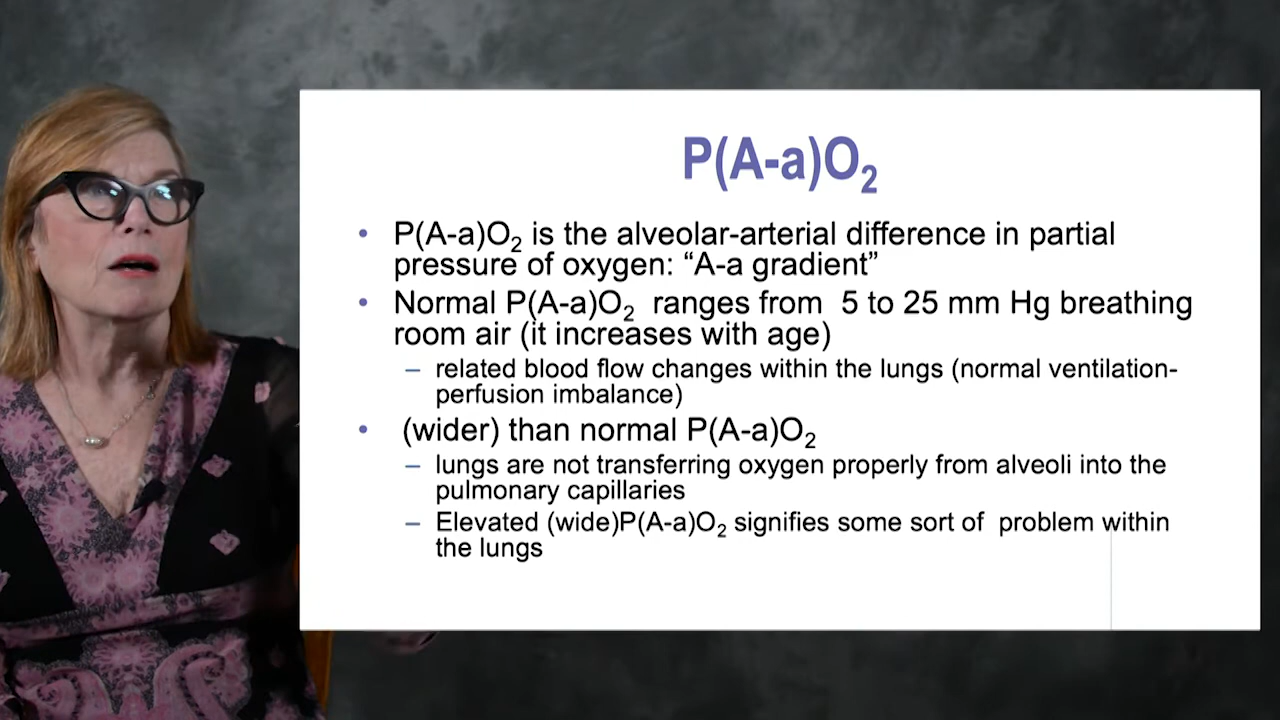 P(A-a)O₂
• P(A-a)O₂ is the alveolar-arterial difference in partial
pressure of oxygen: “A-a gradient”
• Normal P(A-a)O₂ ranges from 5 to 25 mm Hg breathing
room air (it increases with age)
– related blood flow changes within the lungs (normal ventilation-
perfusion imbalance)
• (wider) than normal P(A-a)O₂
– lungs are not transferring oxygen properly from alveoli into the
pulmonary capillaries
– Elevated (wide)P(A-a)O₂ signifies some sort of problem within
the lungs